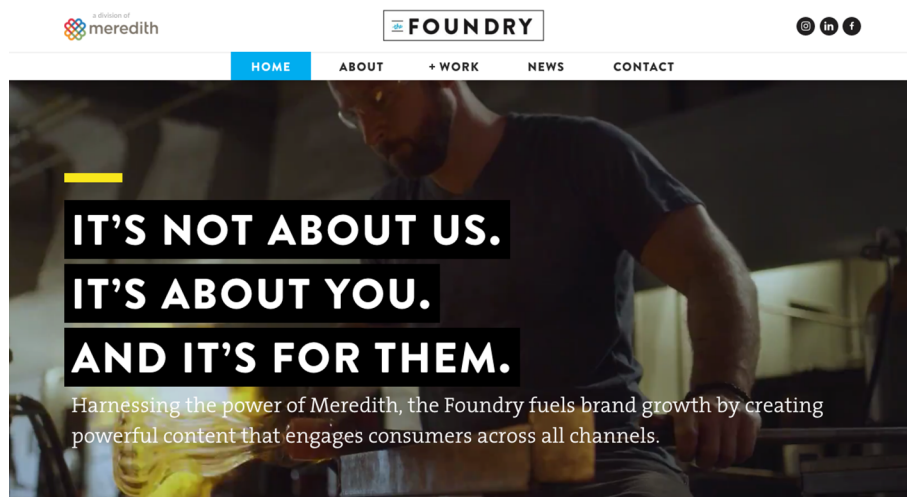 a division of
meredith
the FOUNDRY
HOME ABOUT + WORK NEWS CONTACT
IT'S NOT ABOUT US.
IT'S ABOUT YOU.
AND IT'S FOR THEM.
Harnessing the power of Meredith, the Foundry fuels brand growth by creating
powerful content that engages consumers across all channels.